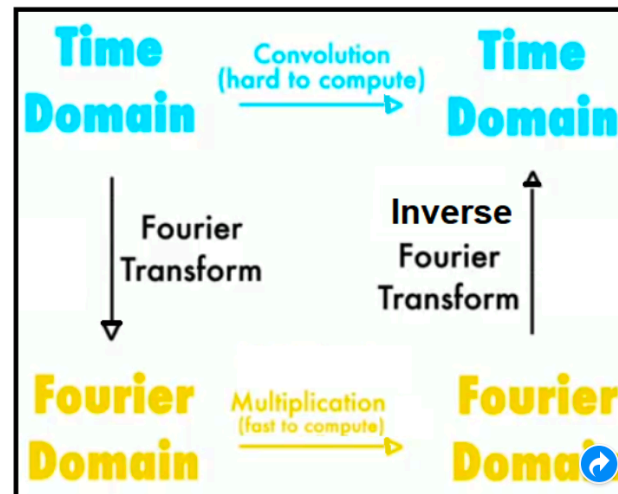 Time
Domain
Convolution
(hard to compute)
Time
Domain
Fourier
Transform
Inverse
Fourier
Transform
Fourier
Domain
Multiplication
(fast to compute)
Fourier
Domain